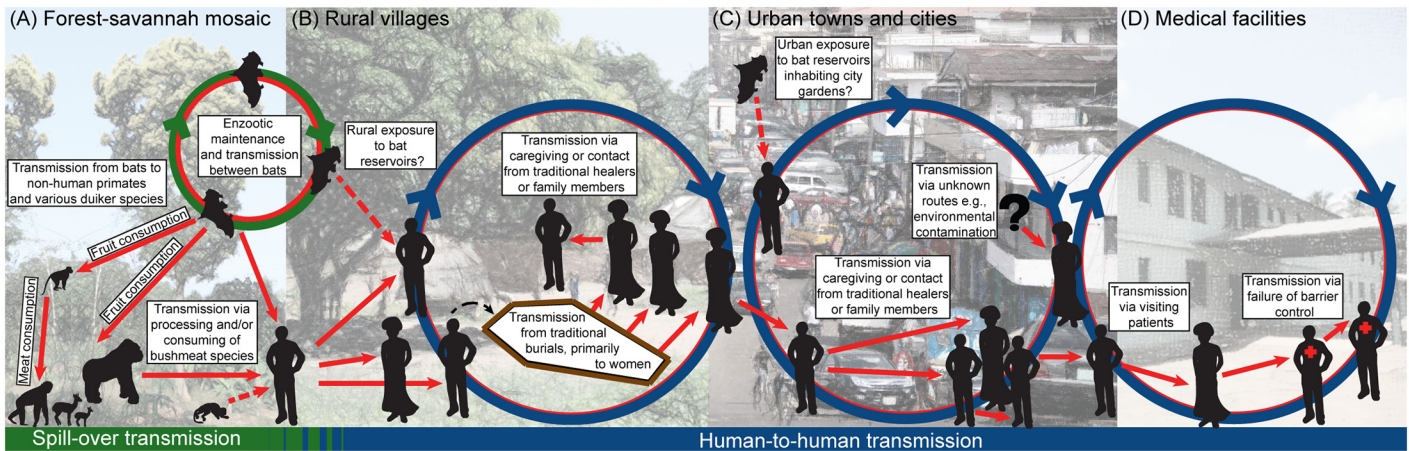 (A) Forest-savannah mosaic
(B) Rural villages
(C) Urban towns and cities
(D) Medical facilities
Enzootic
maintenance
and transmission
between bats
Transmission from bats to
non-human primates
and various duiker species
Fruit consumption
Fruit consumption
Meat consumption
Transmission via
processing and/or
consuming of
bushmeat species
Rural exposure
to bat
reservoirs?
Transmission via
caregiving or contact
from traditional healers
or family members
Transmission
from traditional
burials, primarily
to women
Urban exposure
to bat reservoirs
inhabiting city
gardens?
Transmission
via unknown
routes e.g.,
environmental
contamination
?
Transmission via
caregiving or contact
from traditional healers
or family members
Transmission
via visiting
patients
Transmission via
failure of barrier
control
Spill-over transmission
Human-to-human transmission